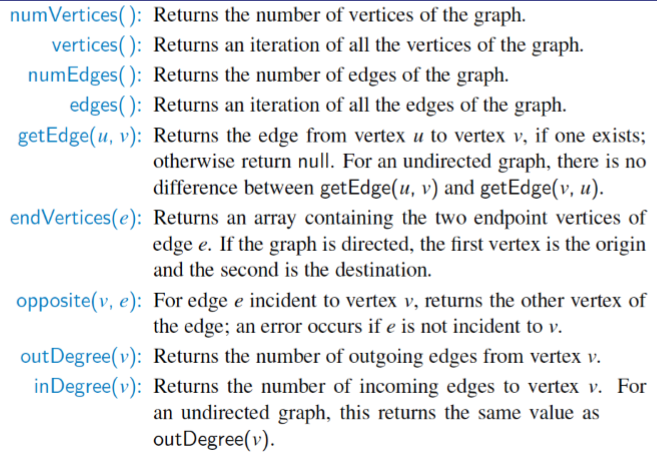 numVertices( ): Returns the number of vertices of the graph.
vertices( ): Returns an iteration of all the vertices of the graph.
numEdges( ): Returns the number of edges of the graph.
edges( ): Returns an iteration of all the edges of the graph.
getEdge(u, v): Returns the edge from vertex u to vertex v, if one exists;
otherwise return null. For an undirected graph, there is no
difference between getEdge(u, v) and getEdge(v, u).
endVertices(e): Returns an array containing the two endpoint vertices of
edge e. If the graph is directed, the first vertex is the origin
and the second is the destination.
opposite(v, e): For edge e incident to vertex v, returns the other vertex of
the edge; an error occurs if e is not incident to v.
outDegree(v): Returns the number of outgoing edges from vertex v.
inDegree(v): Returns the number of incoming edges to vertex v. For
an undirected graph, this returns the same value as
outDegree(v).